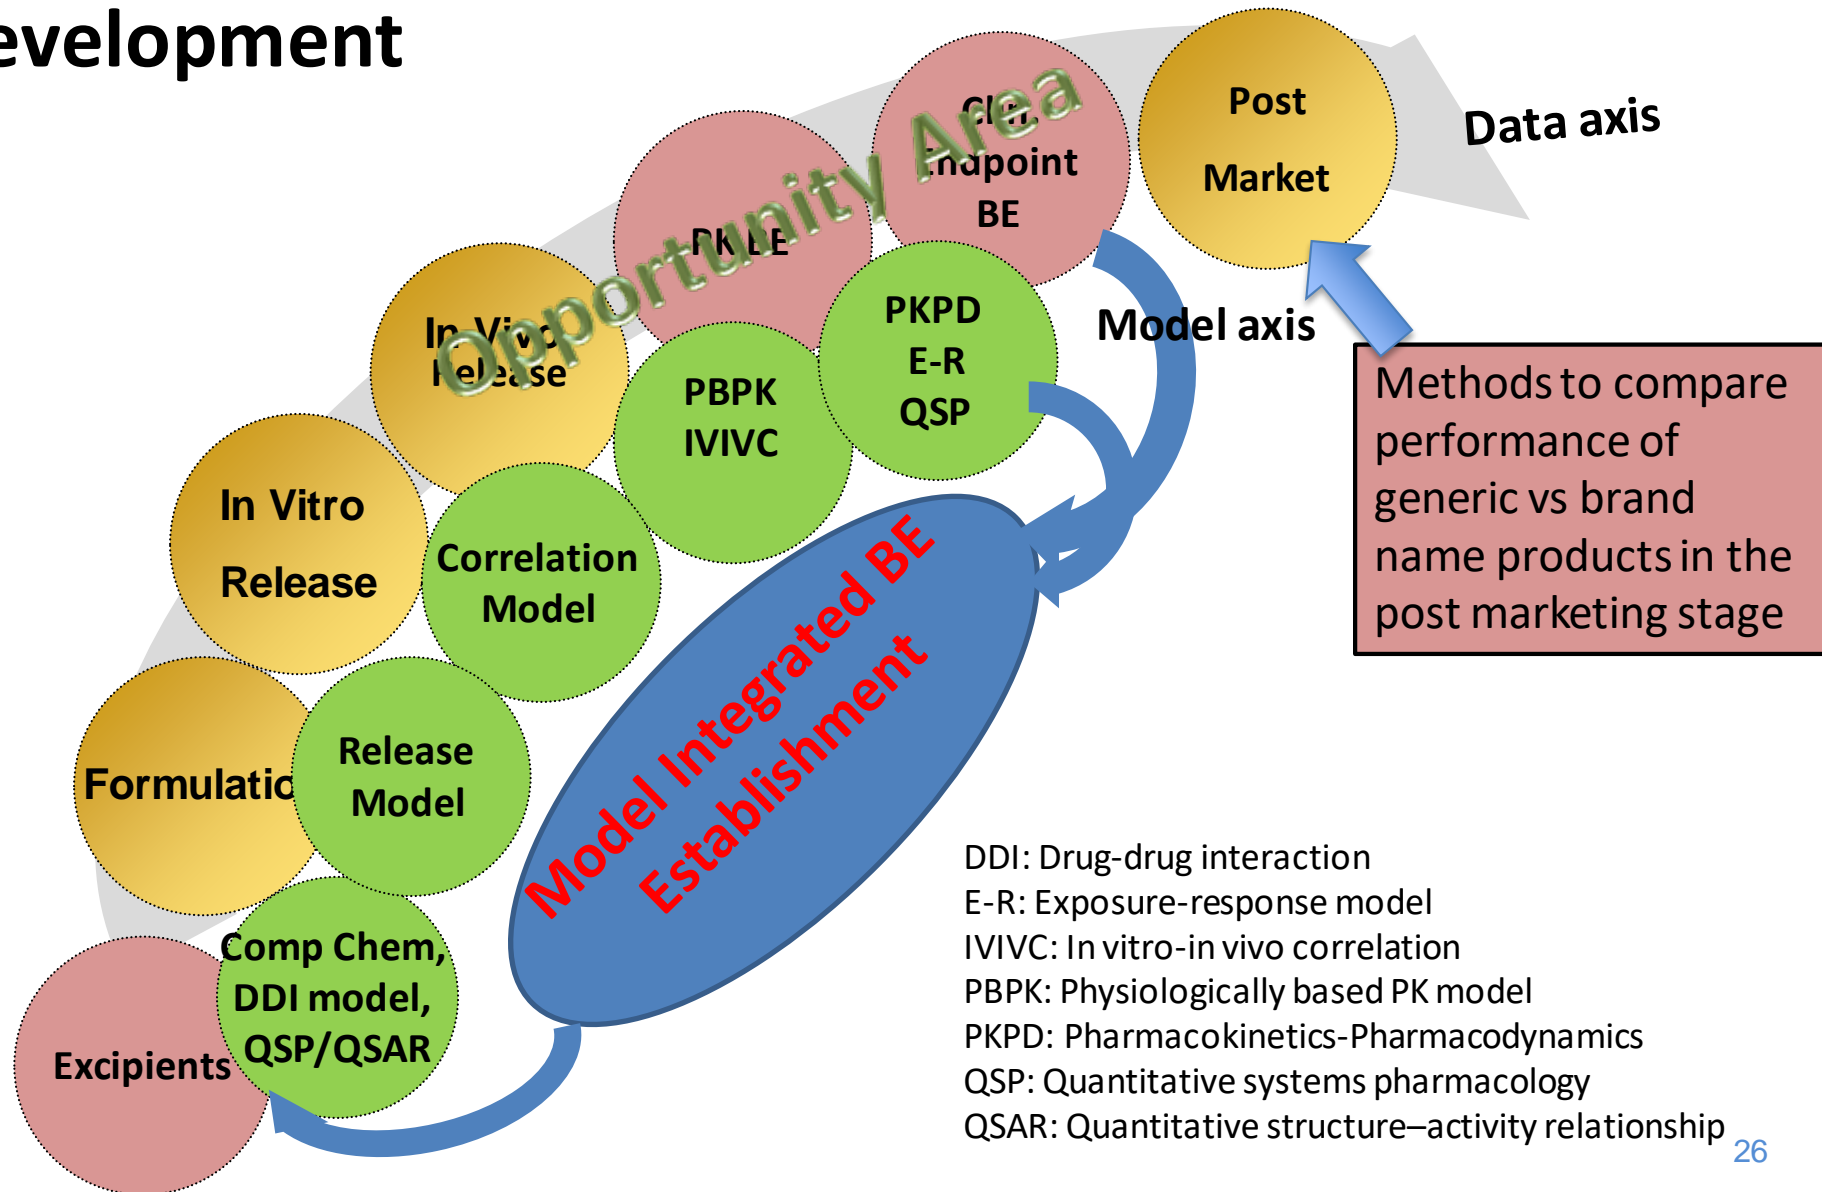 evelopment
Opportunity Area
Clin.
Endpoint
BE
Post
Market
Data axis
PK BE
In Vivo
Release
PKPD
E-R
QSP
Model axis
PBPK
IVIVC
Methods to compare
performance of
generic vs brand
name products in the
post marketing stage
In Vitro
Release
Correlation
Model
Model Integrated BE
Establishment
Formulatio
Release
Model
Comp Chem,
DDI model,
QSP/QSAR
Excipients
DDI: Drug-drug interaction
E-R: Exposure-response model
IVIVC: In vitro-in vivo correlation
PBPK: Physiologically based PK model
PKPD: Pharmacokinetics-Pharmacodynamics
QSP: Quantitative systems pharmacology
QSAR: Quantitative structure–activity relationship
26